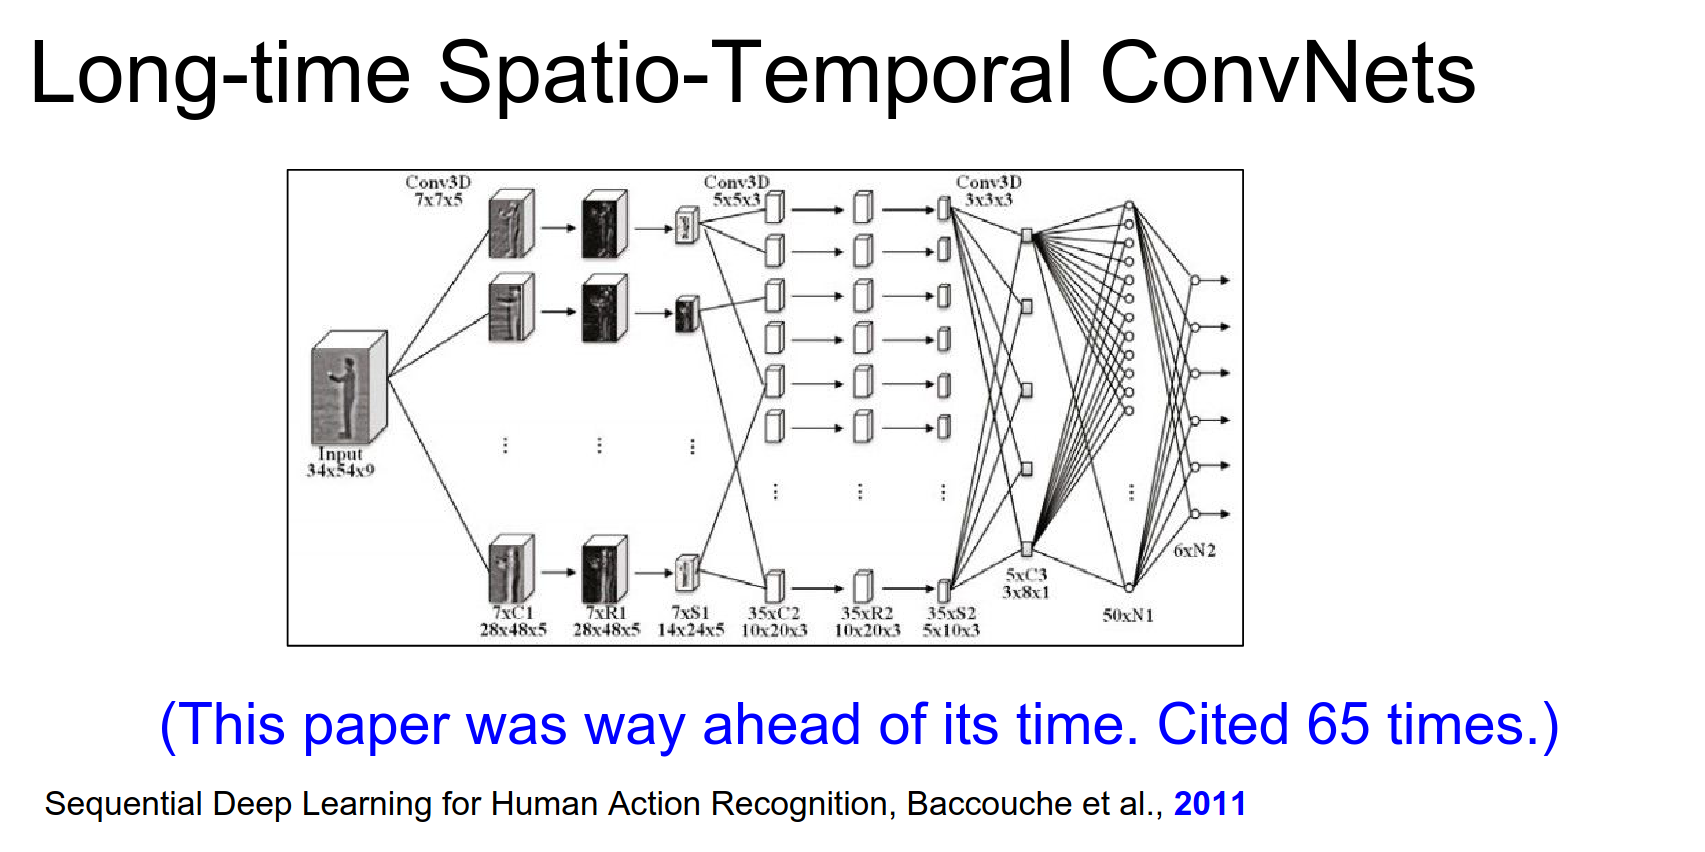 Long-time Spatio-Temporal ConvNets
Conv3D
7x7x5
Conv3D
5x5x3
Conv3D
3x3x3
Input
34x54x9
7xC1
28x48x5
7xR1
28x48x5
7xS1
14x24x5
35xC2
10x20x3
35xR2
10x20x3
35xS2
5x10x3
5xC3
3x8x1
50xN1
6xN2
(This paper was way ahead of its time. Cited 65 times.)
Sequential Deep Learning for Human Action Recognition, Baccouche et al., 2011